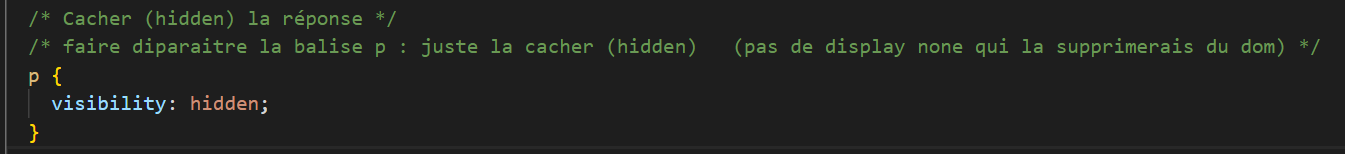 /* Cacher (hidden) la réponse */
/* faire diparaitre la balise p : juste la cacher (hidden)   (pas de display none qui la supprimerais du dom) */
p {
  visibility: hidden;
}